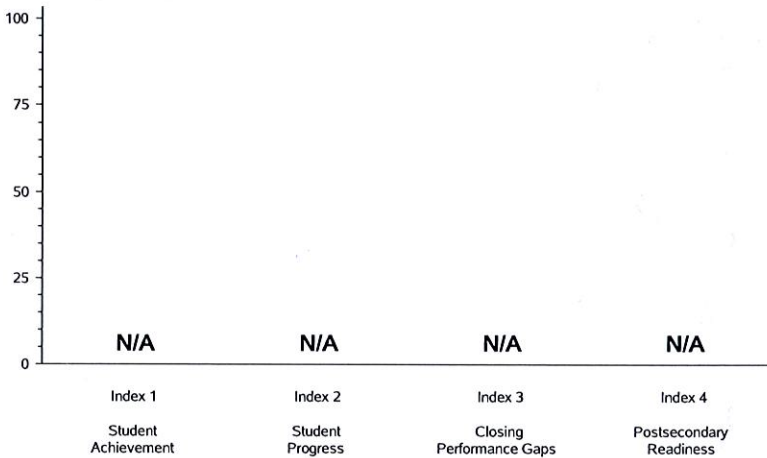 100
75
50
25
0
N/A N/A N/A N/A
Index 1 Index 2 Index 3 Index 4
Student Achievement
Student Progress
Closing Performance Gaps
Postsecondary Readiness